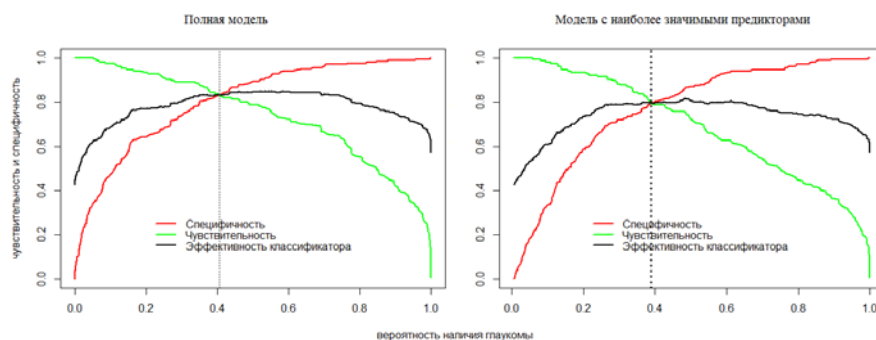 Полная модель
Модель с наиболее значимыми предикторами
чувствительность и специфичность
1.0
0.8
0.6
0.4
0.2
0.0
Специфичность
Чувствительность
Эффективность классификатора
0.0 0.2 0.4 0.6 0.8 1.0
1.0
0.8
0.6
0.4
0.2
0.0
Специфичность
Чувствительность
Эффективность классификатора
0.0 0.2 0.4 0.6 0.8 1.0
вероятность наличия глаукомы